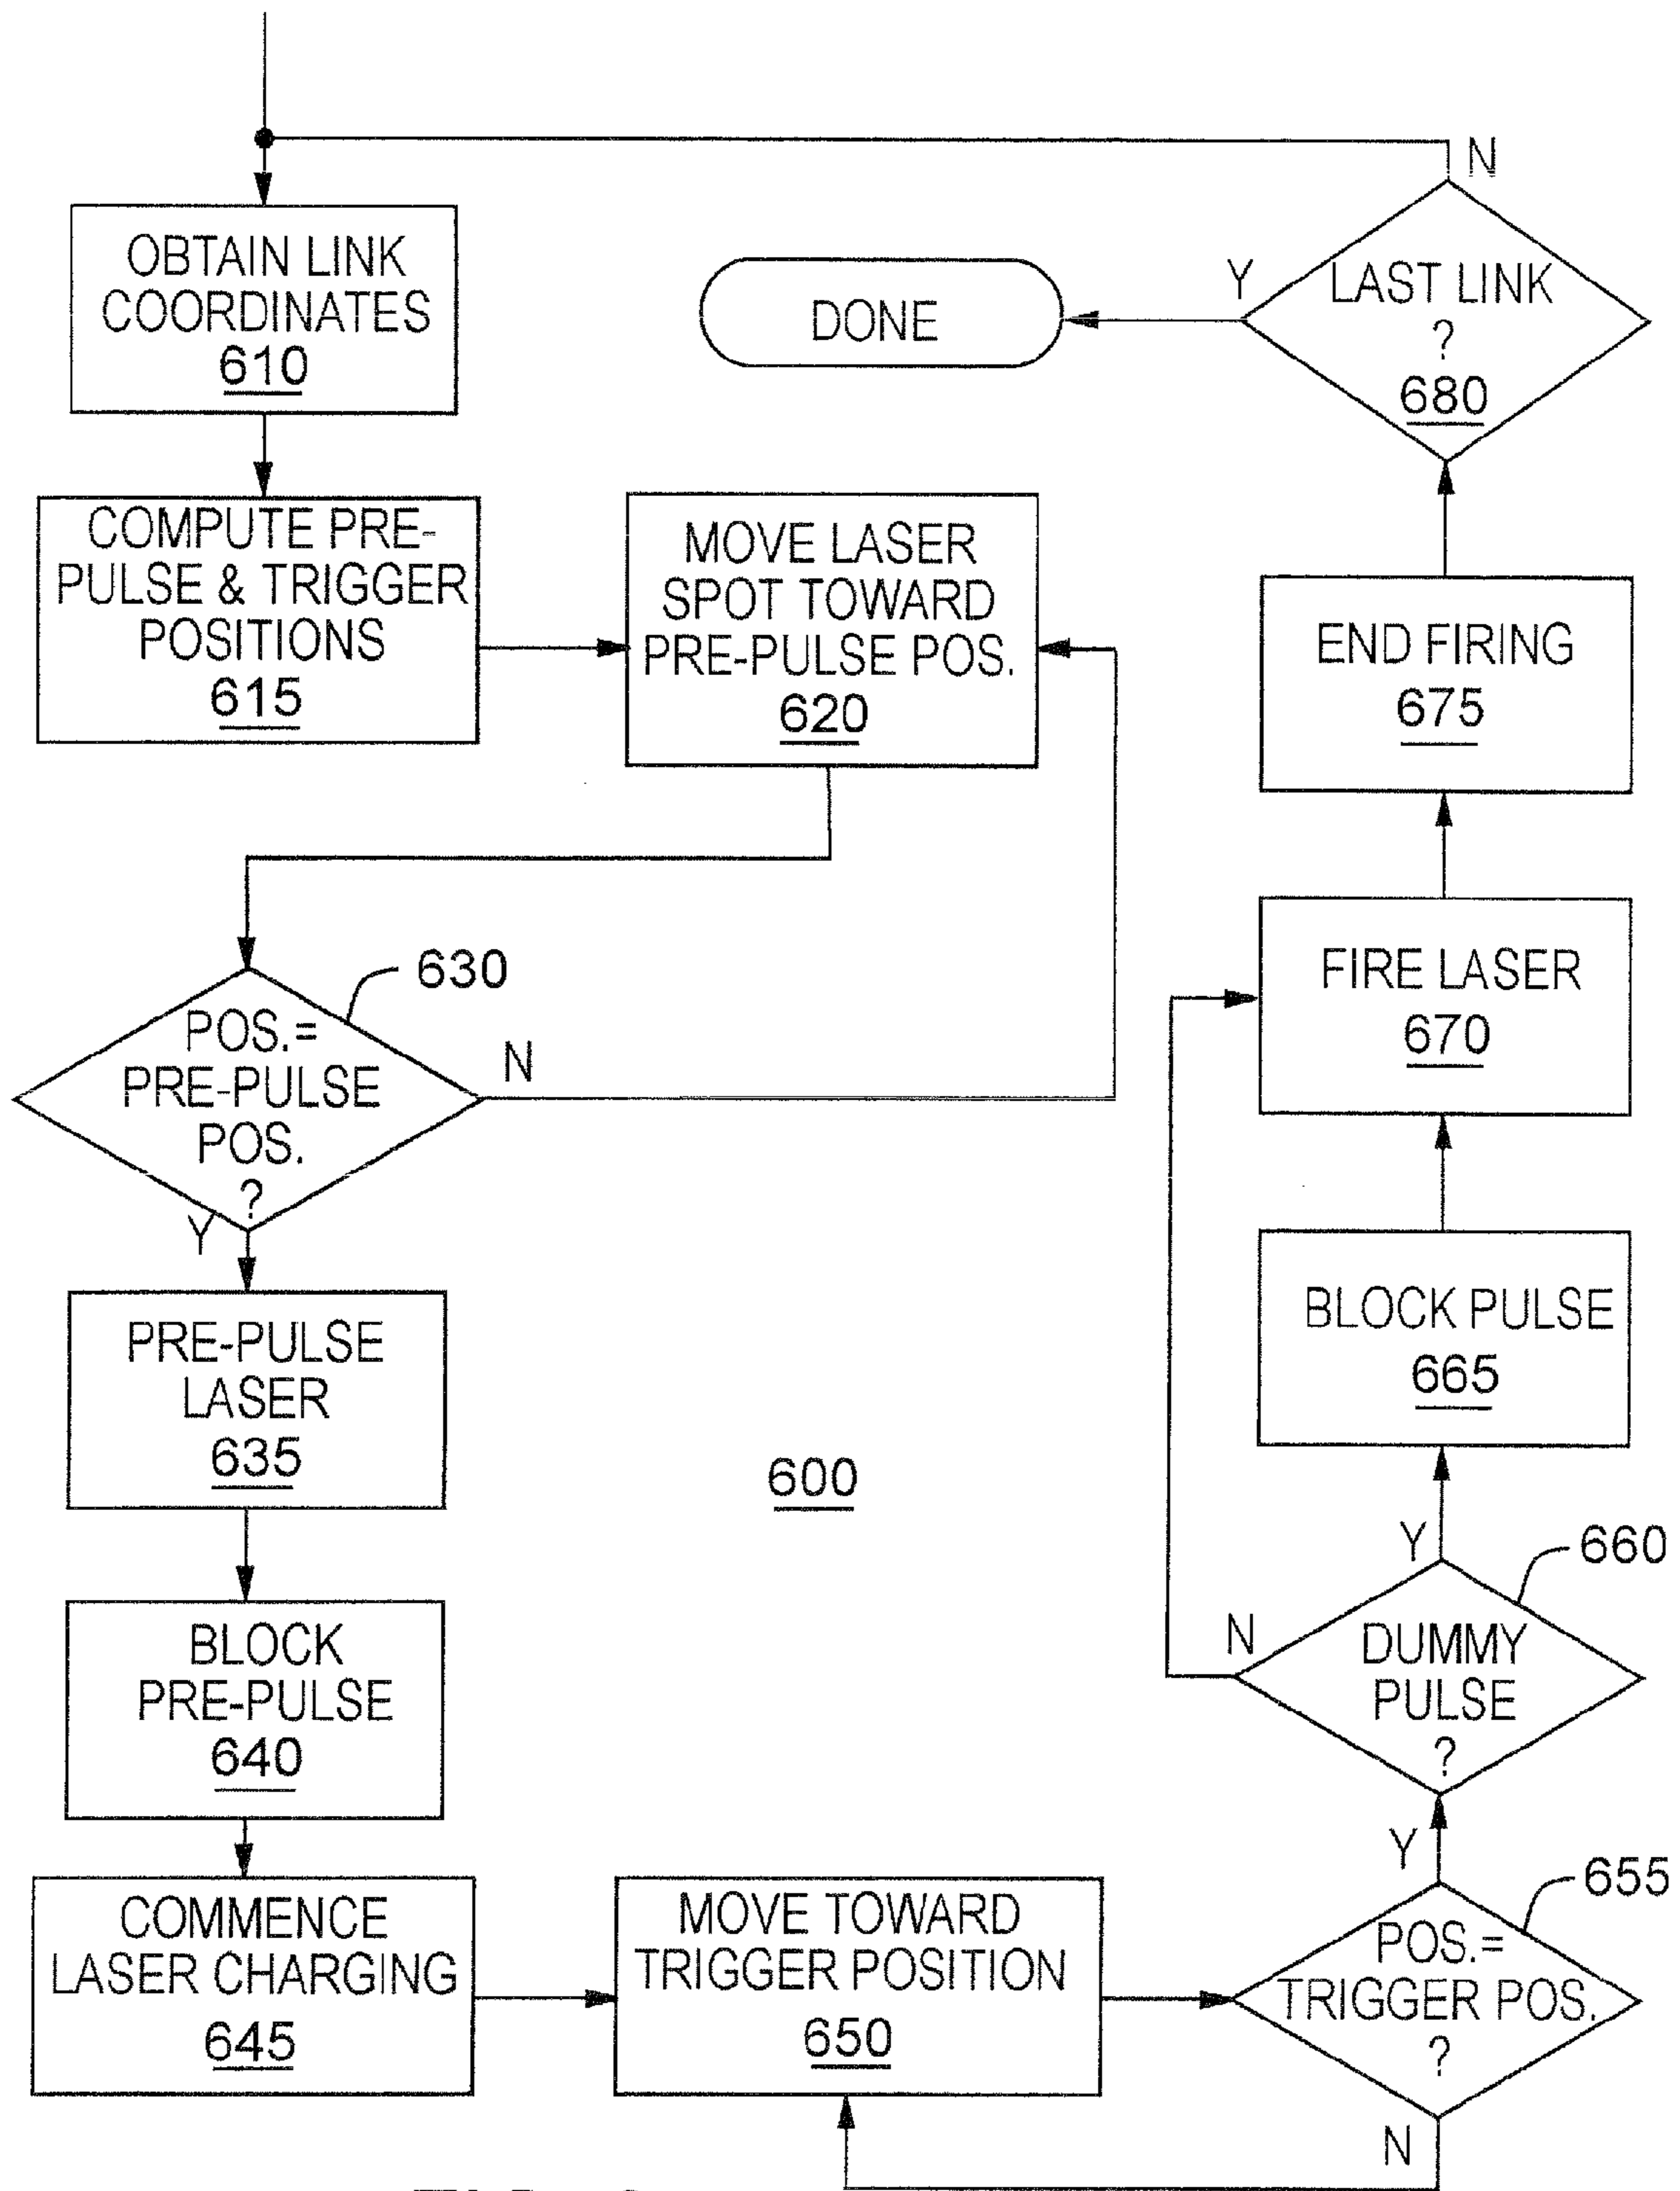 OBTAIN LINK
COORDINATES
610
COMPUTE PRE-
PULSE & TRIGGER
POSITIONS
615
MOVE LASER
SPOT TOWARD
PRE-PULSE POS.
620
630
POS.=
PRE-PULSE
POS.
?
N
Y
PRE-PULSE
LASER
635
BLOCK
PRE-PULSE
640
COMMENCE
LASER CHARGING
645
MOVE TOWARD
TRIGGER POSITION
650
655
POS.=
TRIGGER POS.
?
N
Y
660
DUMMY
PULSE
?
N
Y
BLOCK PULSE
665
FIRE LASER
670
END FIRING
675
LAST LINK
?
680
N
Y
DONE
600